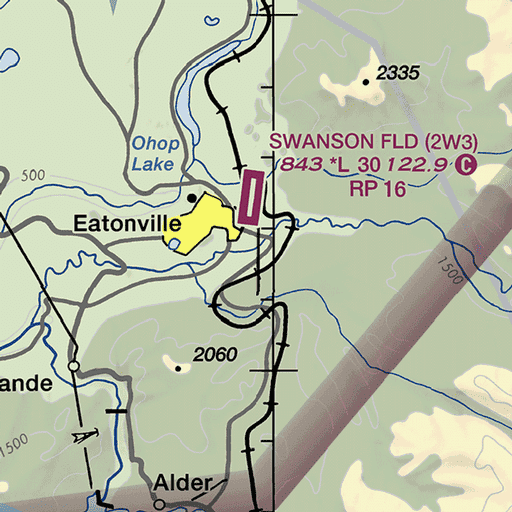 2335
SWANSON FLD (2W3)
843 *L 30 122.9 C
RP 16
Ohop
Lake
500
Eatonville
1500
2060
ande
1500
Alder